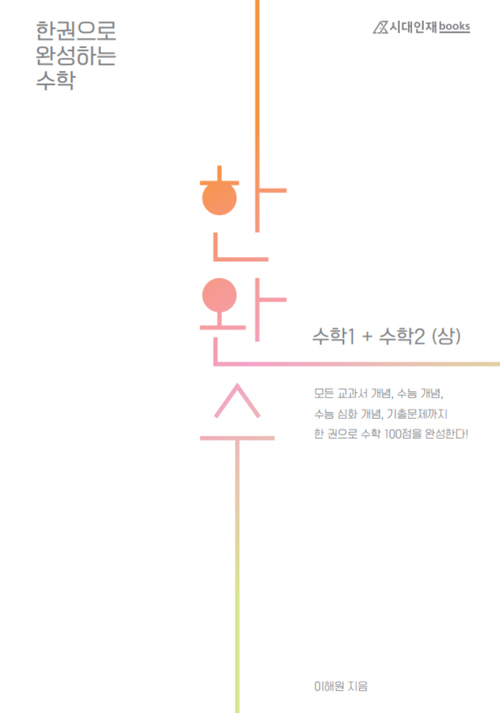 한권으로
완성하는
수학
시대인재books
한
완
수
수학1 + 수학2 (상)
모든 교과서 개념, 수능 개념,
수능 심화 개념, 기출문제까지
한 권으로 수학 100점을 완성한다!
이해원 지음